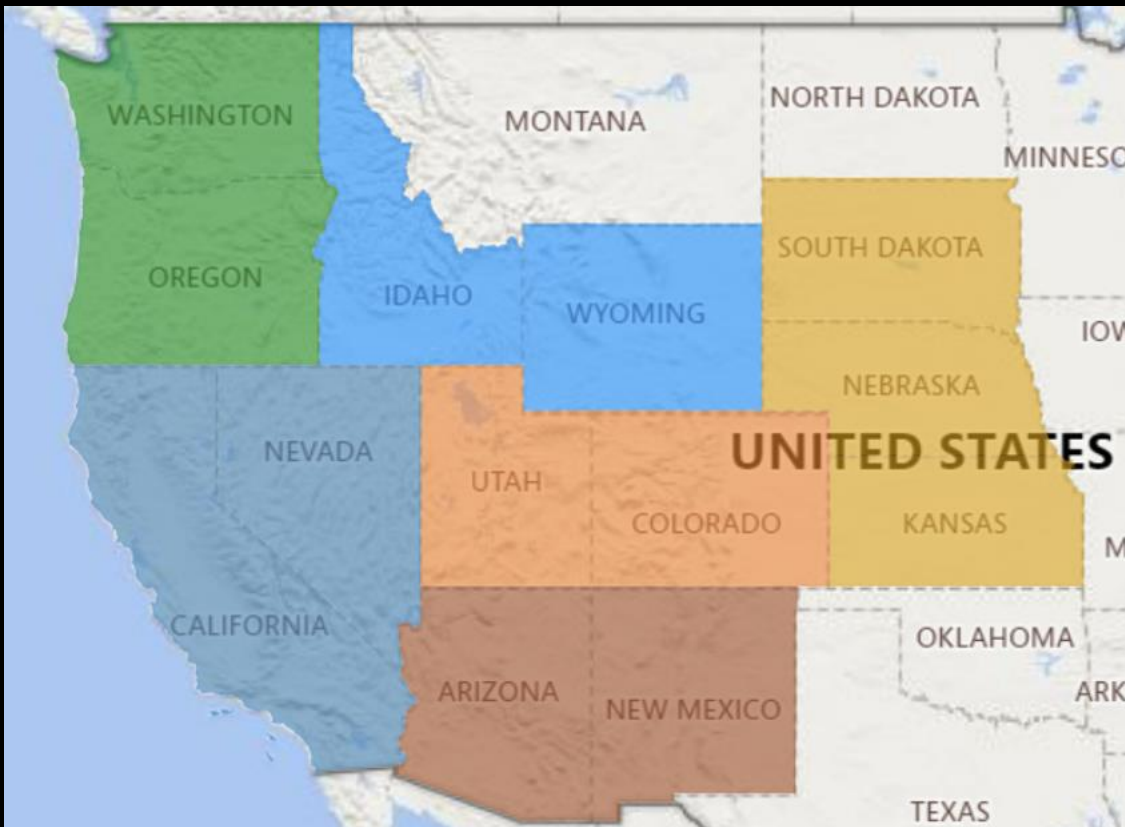 WASHINGTON
MONTANA
NORTH DAKOTA
MINNESO
OREGON
IDAHO
WYOMING
SOUTH DAKOTA
IOW
NEBRASKA
NEVADA
UNITED STATES
UTAH
COLORADO
KANSAS
M
CALIFORNIA
OKLAHOMA
ARIZONA
NEW MEXICO
ARK
TEXAS